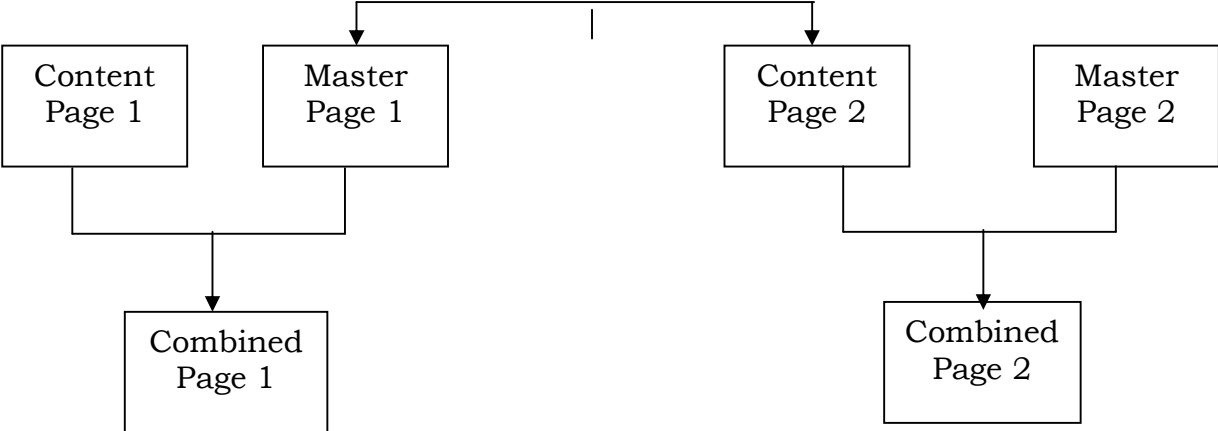 Content
Page 1
Master
Page 1
Content
Page 2
Master
Page 2
Combined
Page 1
Combined
Page 2